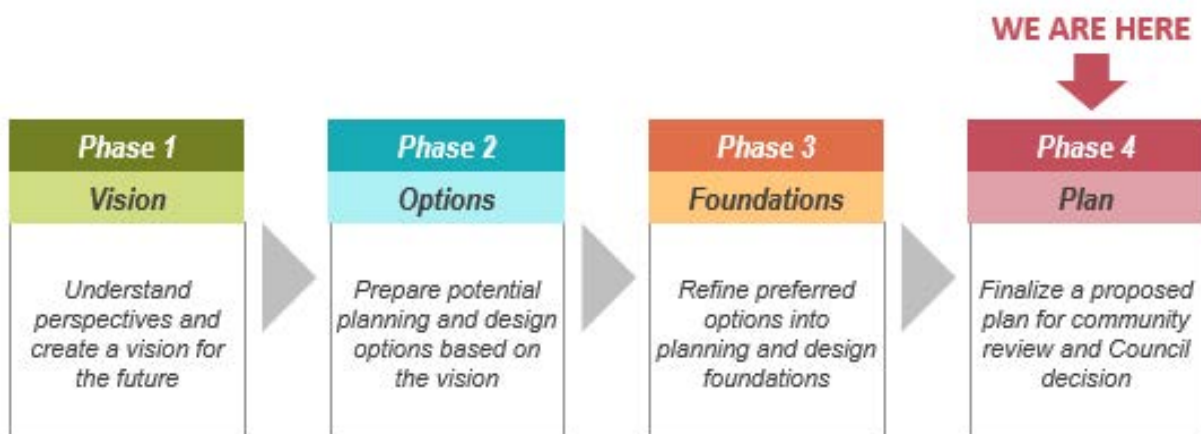 WE ARE HERE
Phase 1
Vision
Understand
perspectives and
create a vision for
the future
Phase 2
Options
Prepare potential
planning and design
options based on
the vision
Phase 3
Foundations
Refine preferred
options into
planning and design
foundations
Phase 4
Plan
Finalize a proposed
plan for community
review and Council
decision